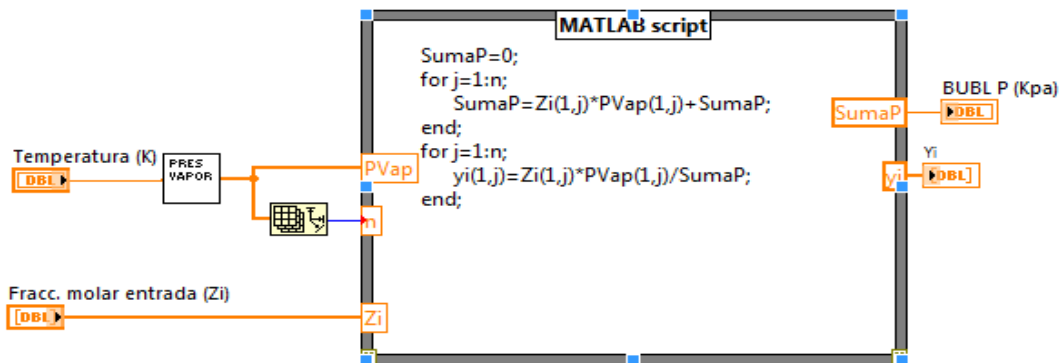 MATLAB script
SumaP=0;
for j=1:n;
SumaP=Zi(1,j)*PVap(1,j)+SumaP;
end;
for j=1:n;
yi(1,j)=Zi(1,j)*PVap(1,j)/SumaP;
end;
BUBL P (Kpa)
SumaP
DBL
Temperatura (K)
DBL
PRES
VAPOR
PVap
Yi
yi
DBL]
n
Fracc. molar entrada (Zi)
[DBL]
Zi